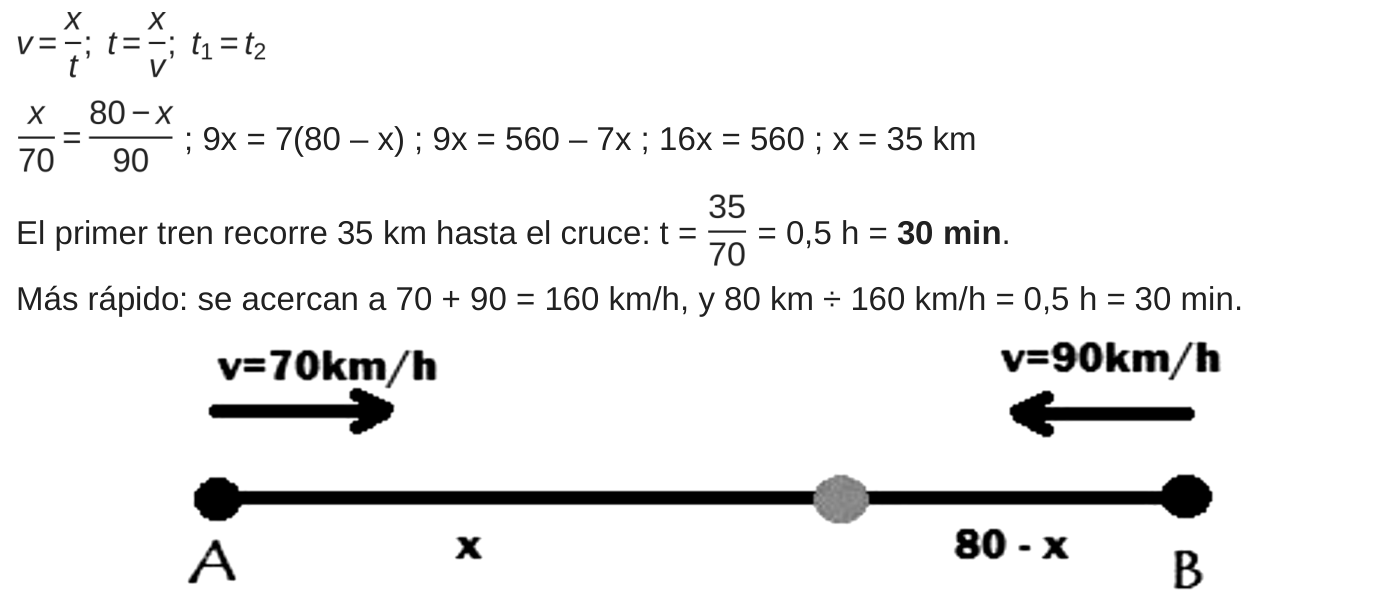 v = x/t; t = x/v; t₁ = t₂
x/70 = (80 – x)/90 ; 9x = 7(80 – x) ; 9x = 560 – 7x ; 16x = 560 ; x = 35 km
El primer tren recorre 35 km hasta el cruce: t = 35/70 = 0,5 h = 30 min.
Más rápido: se acercan a 70 + 90 = 160 km/h, y 80 km ÷ 160 km/h = 0,5 h = 30 min.
v=70km/h v=90km/h
x 80 - x
A B